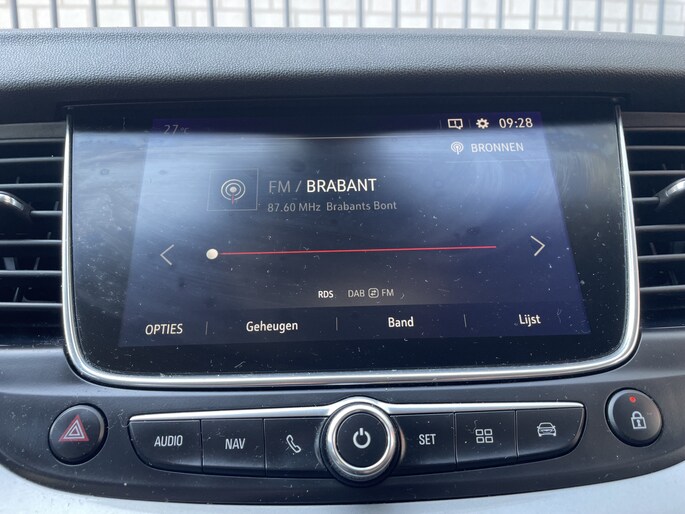 27°C 09:28
BRONNEN
FM / BRABANT
87.60 MHz Brabants Bont
RDS DAB FM
OPTIES Geheugen Band Lijst
AUDIO NAV SET